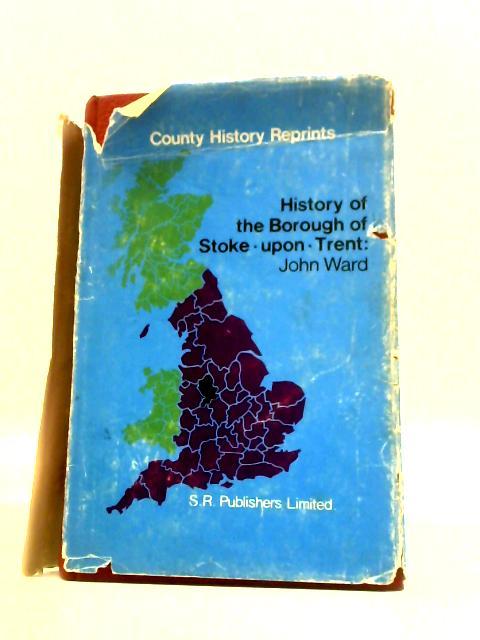 County History Reprints
History of
the Borough of
Stoke · upon · Trent:
John Ward
S.R. Publishers Limited